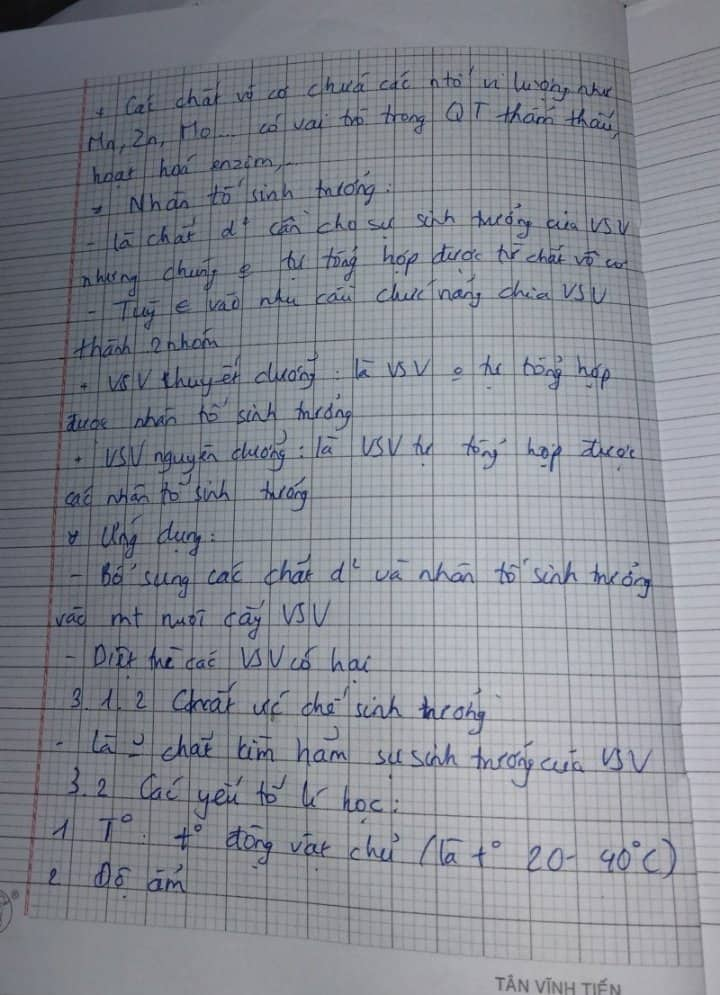 + Các chất vô cơ chứa các ntố vi lượng như
Mn, Zn, Mo... có vai trò trong QT thẩm thấu,
hoạt hoá enzim,...
* Nhân tố sinh trưởng:
- là chất d² cần cho sự sinh trưởng của VSV
nhưng chúng o tự tổng hợp được từ chất vô cơ
- Tuỳ e vào nhu cầu chức năng chia VSV
thành 2 nhóm
+ VSV khuyết dưỡng: là VSV o tự tổng hợp
được nhân tố sinh trưởng
+ VSV nguyên dưỡng: là VSV tự tổng hợp được
các nhân tố sinh trưởng
* Ứng dụng:
- Bổ sung các chất d² và nhân tố sinh trưởng
vào mt nuôi cấy VSV
- Diệt trừ các VSV có hại
3.1.2 Chất ức chế sinh trưởng
- là chất kìm hãm sự sinh trưởng của VSV
3.2 Các yếu tố lí học:
1 T°: t° động vật chủ (là t° 20-40°C)
2 Độ ẩm
TÂN VĨNH TIẾN